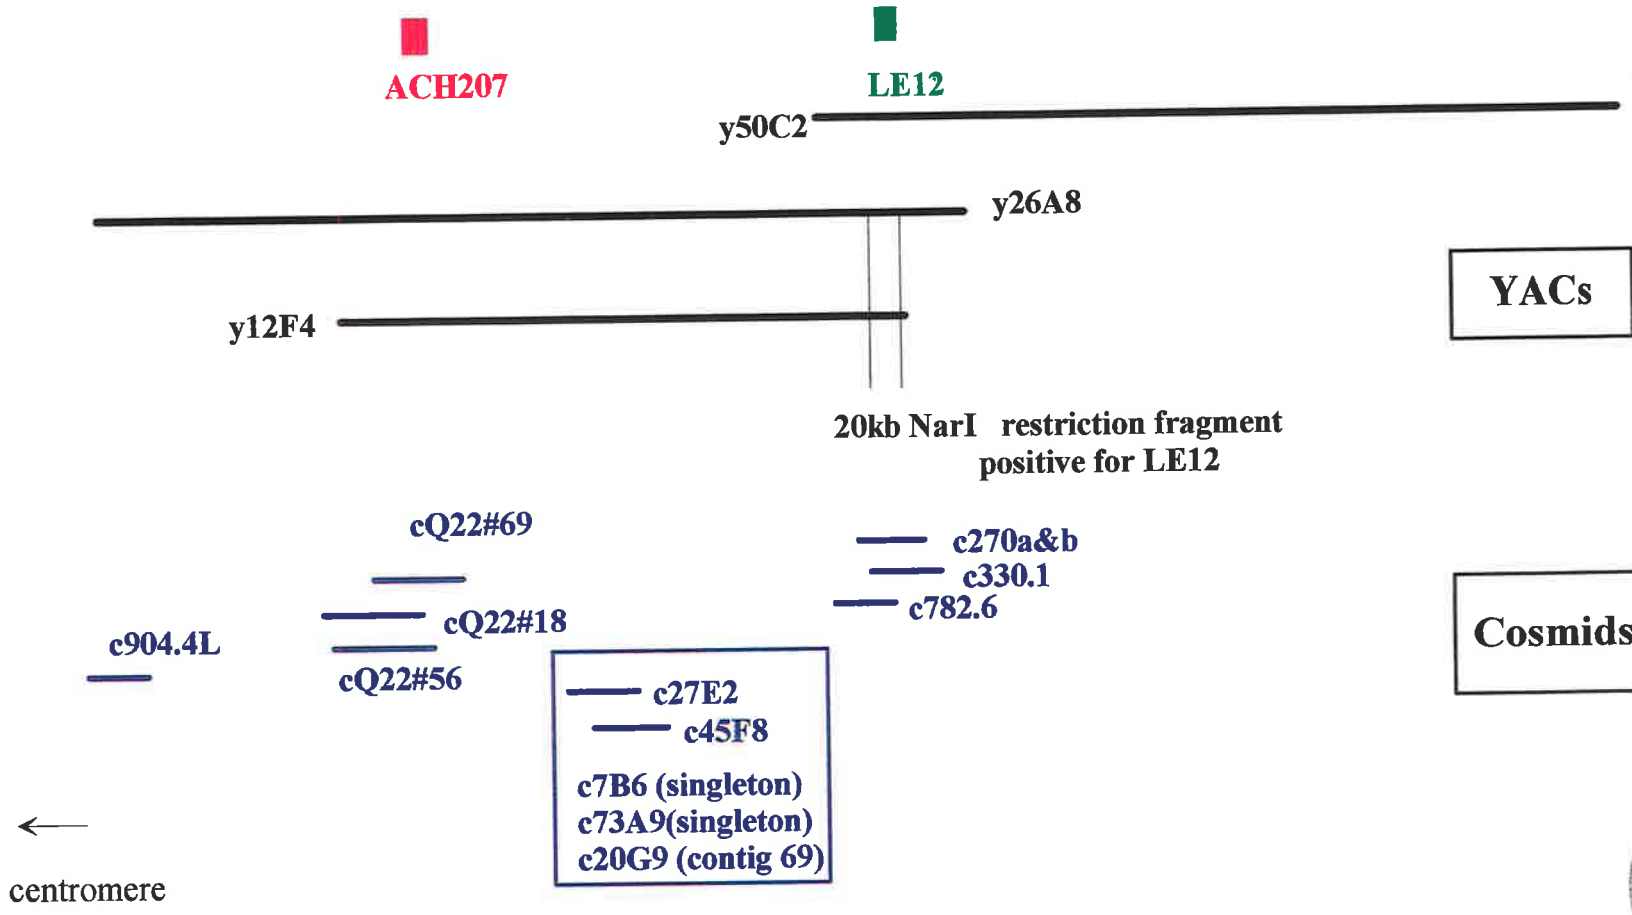 ACH207
LE12
y50C2
y26A8
YACs
y12F4
20kb NarI restriction fragment
positive for LE12
cQ22#69
c270a&b
c330.1
c782.6
cQ22#18
c904.4L
cQ22#56
Cosmids
c27E2
c45F8
c7B6 (singleton)
c73A9(singleton)
c20G9 (contig 69)
centromere